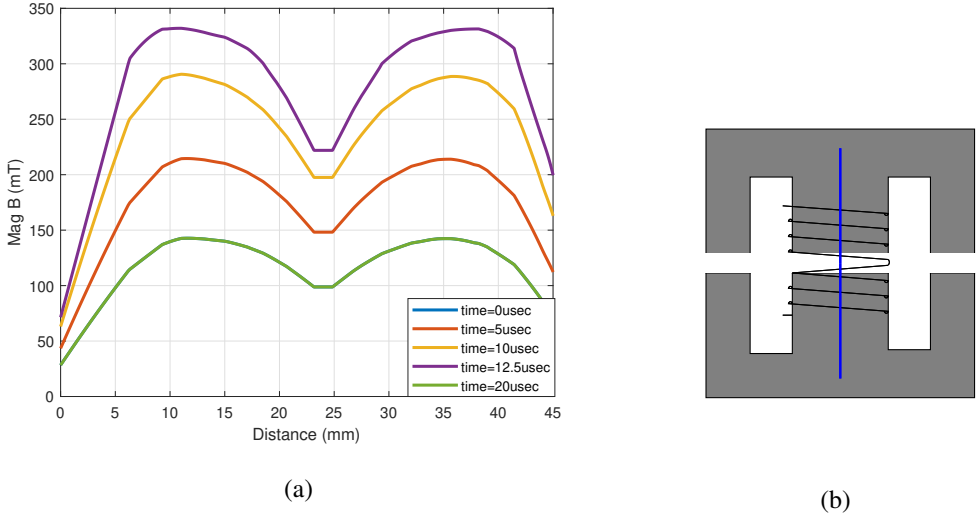 350
300
250
200
150
100
50
0
Mag B (mT)
0 5 10 15 20 25 30 35 40 45
Distance (mm)
time=0usec
time=5usec
time=10usec
time=12.5usec
time=20usec
(a)
(b)